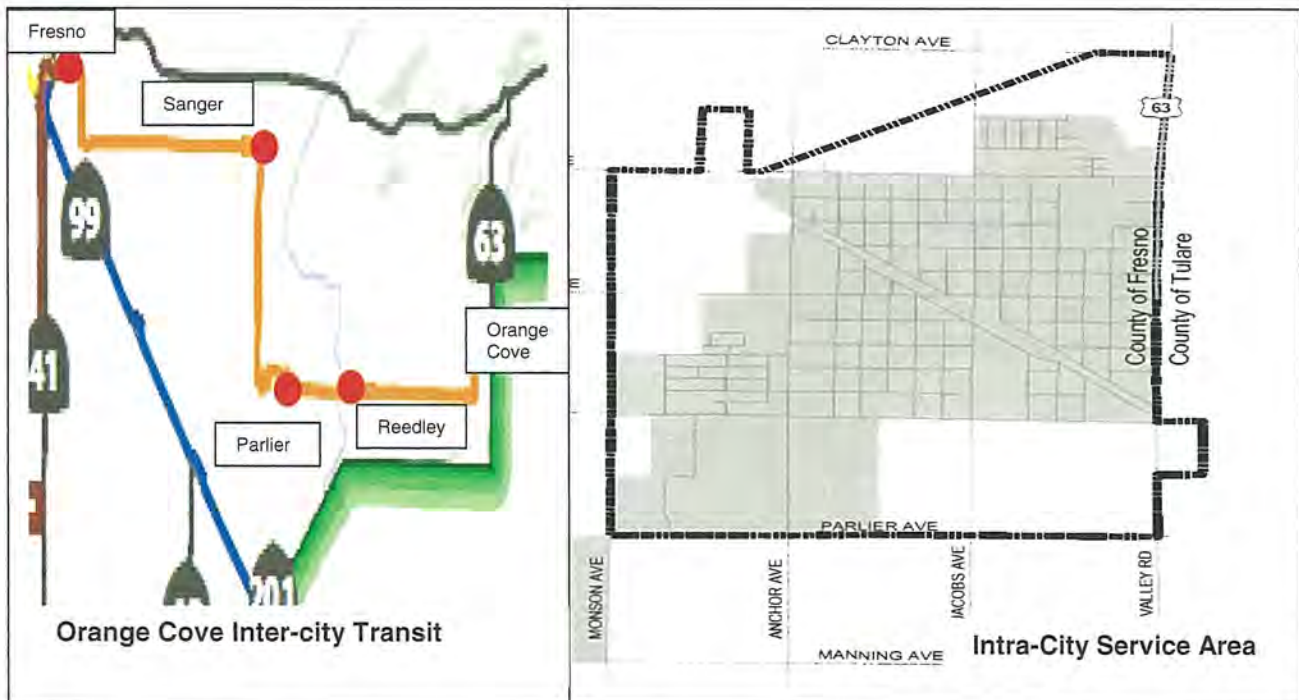 Fresno
Sanger
99
63
41
Orange
Cove
Parlier
Reedley
201
Orange Cove Inter-city Transit
CLAYTON AVE
63
County of Fresno
County of Tulare
PARLIER AVE
MONSON AVE
ANCHOR AVE
JACOBS AVE
VALLEY RD
MANNING AVE
Intra-City Service Area